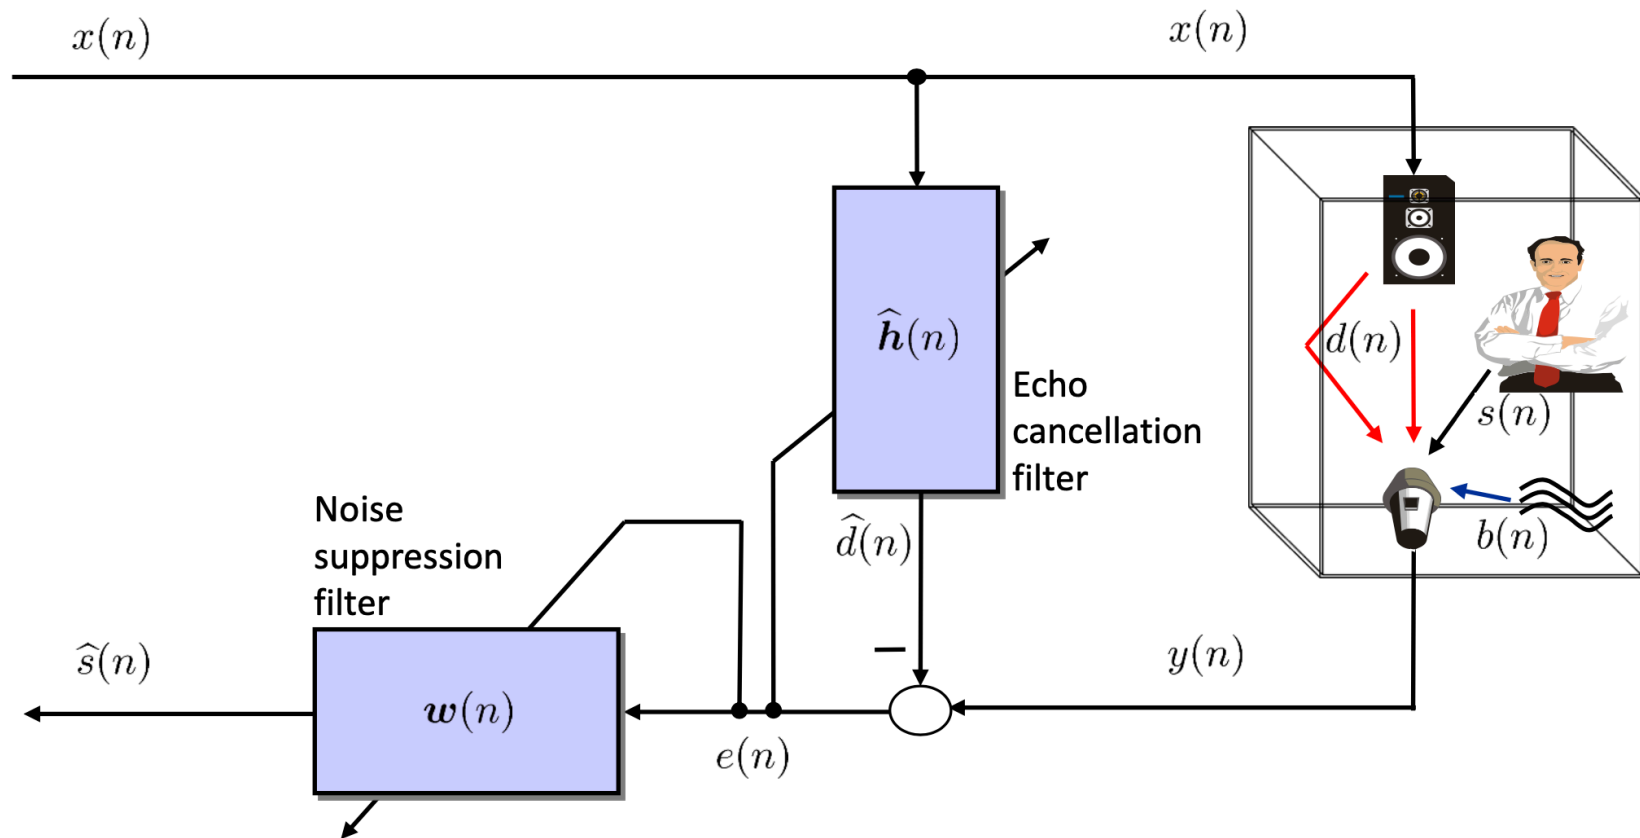 x(n)
x(n)
ĥ(n)
d(n)
Echo
cancellation
filter
s(n)
Noise
suppression
filter
d̂(n)
b(n)
ŝ(n)
w(n)
−
y(n)
e(n)